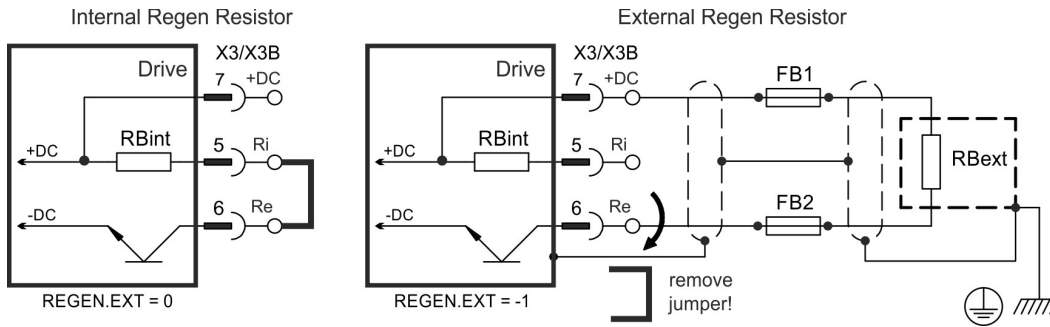 Internal Regen Resistor
X3/X3B
Drive
7
+DC
RBint
5
Ri
+DC
6
Re
-DC
REGEN.EXT = 0
External Regen Resistor
X3/X3B
Drive
7
+DC
FB1
RBint
5
Ri
+DC
RBext
6
Re
-DC
FB2
remove
jumper!
REGEN.EXT = -1